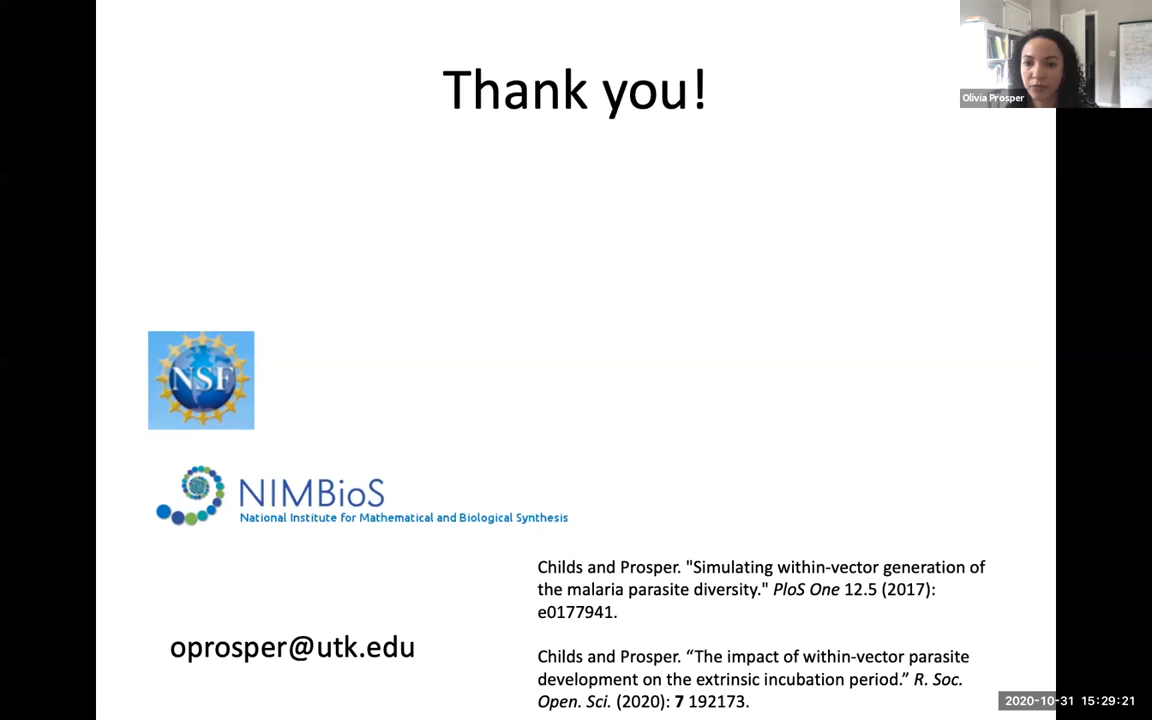 Thank you!
Olivia Prosper
NSF
NIMBioS
National Institute for Mathematical and Biological Synthesis
Childs and Prosper. "Simulating within-vector generation of
the malaria parasite diversity." PloS One 12.5 (2017):
e0177941.
oprosper@utk.edu
Childs and Prosper. “The impact of within-vector parasite
development on the extrinsic incubation period.” R. Soc.
Open. Sci. (2020): 7 192173.
2020-10-31 15:29:21